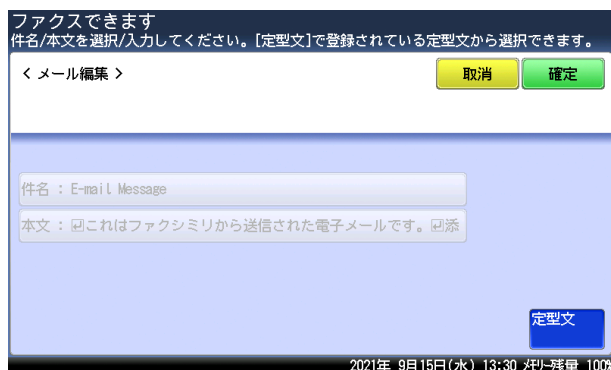 ファクスできます
件名/本文を選択/入力してください。[定型文]で登録されている定型文から選択できます。
< メール編集 >
取消
確定
件名 : E-mail Message
本文 : ↵これはファクシミリから送信された電子メールです。↵添
定型文
2021年 9月15日(水) 13:30 メモリー残量 100%